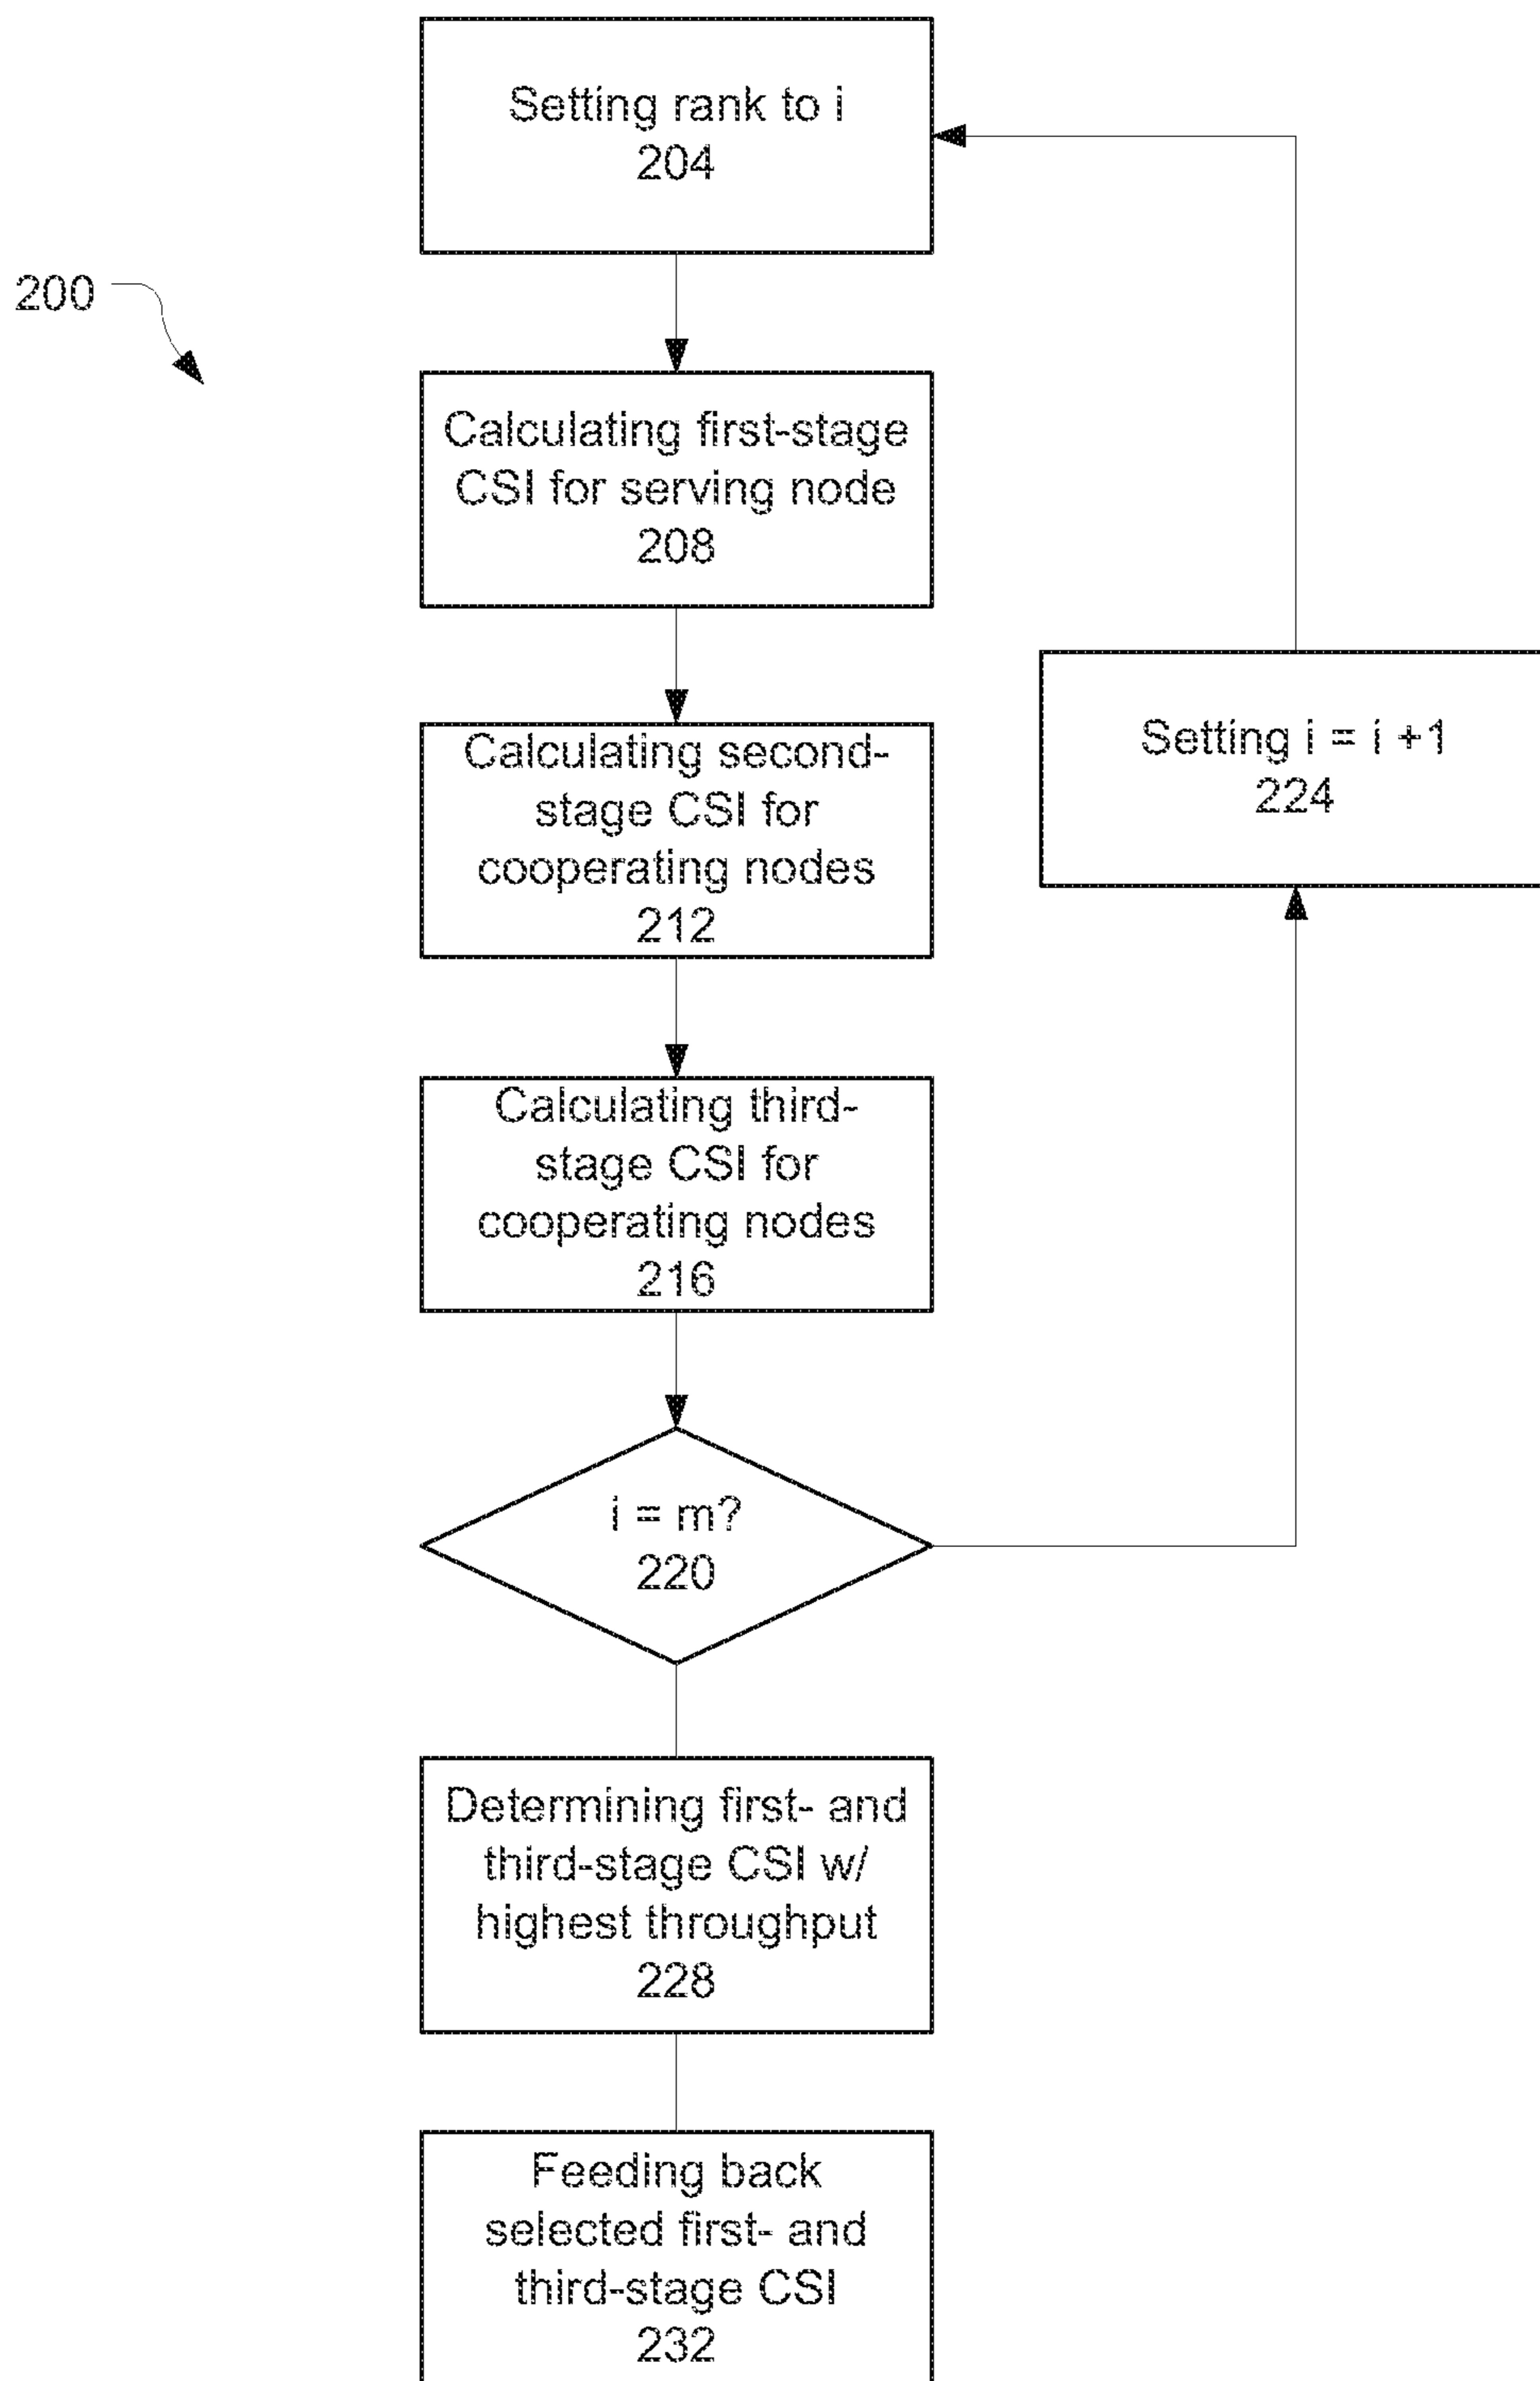 Setting rank to i
204
200
Calculating first-stage
CSI for serving node
208
Calculating second-
stage CSI for
cooperating nodes
212
Setting i = i +1
224
Calculating third-
stage CSI for
cooperating nodes
216
i = m?
220
Determining first- and
third-stage CSI w/
highest throughput
228
Feeding back
selected first- and
third-stage CSI
232